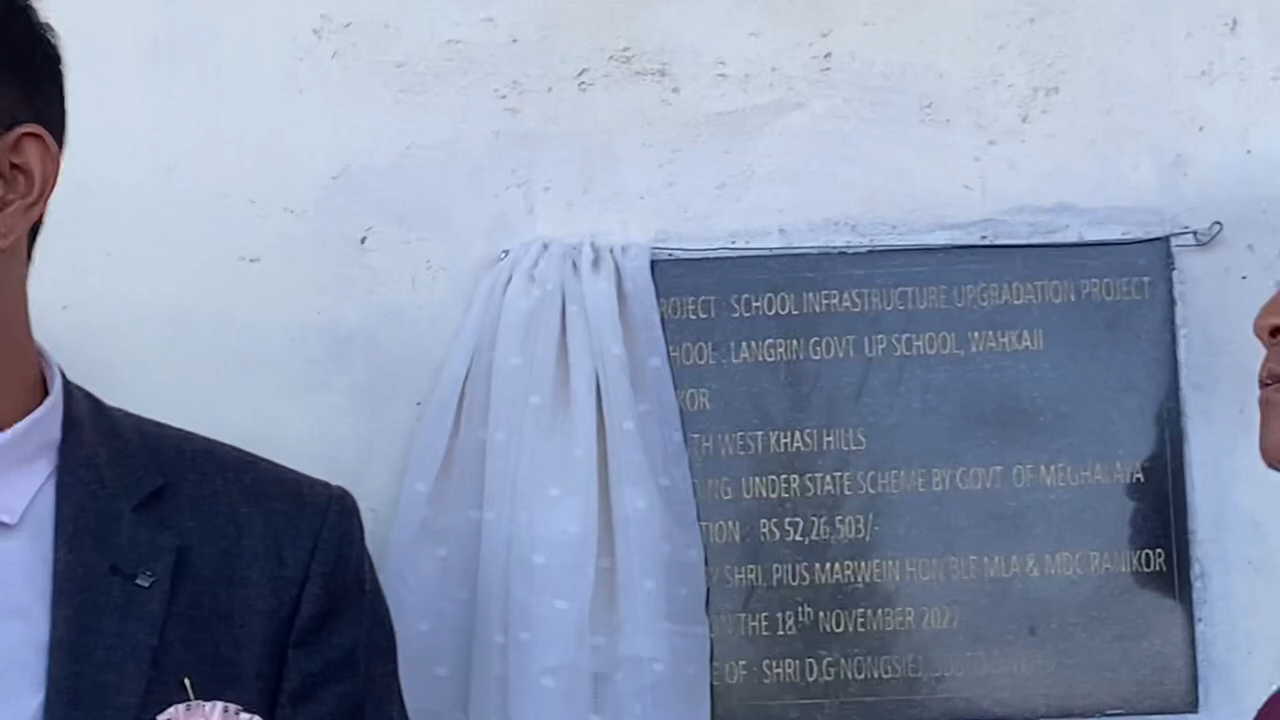 ROJECT : SCHOOL INFRASTRUCTURE UPGRADATION PROJECT
HOOL : LANGRIN GOVT UP SCHOOL, WAHKAJI
KOR
TH WEST KHASI HILLS
ING UNDER STATE SCHEME BY GOVT OF MEGHALAYA
TION : RS 52,26,503/-
Y SHRI. PIUS MARWEIN HON'BLE MLA & MDC RANIKOR
ON THE 18th NOVEMBER 2022
E OF : SHRI D.G NONGSIEJ,